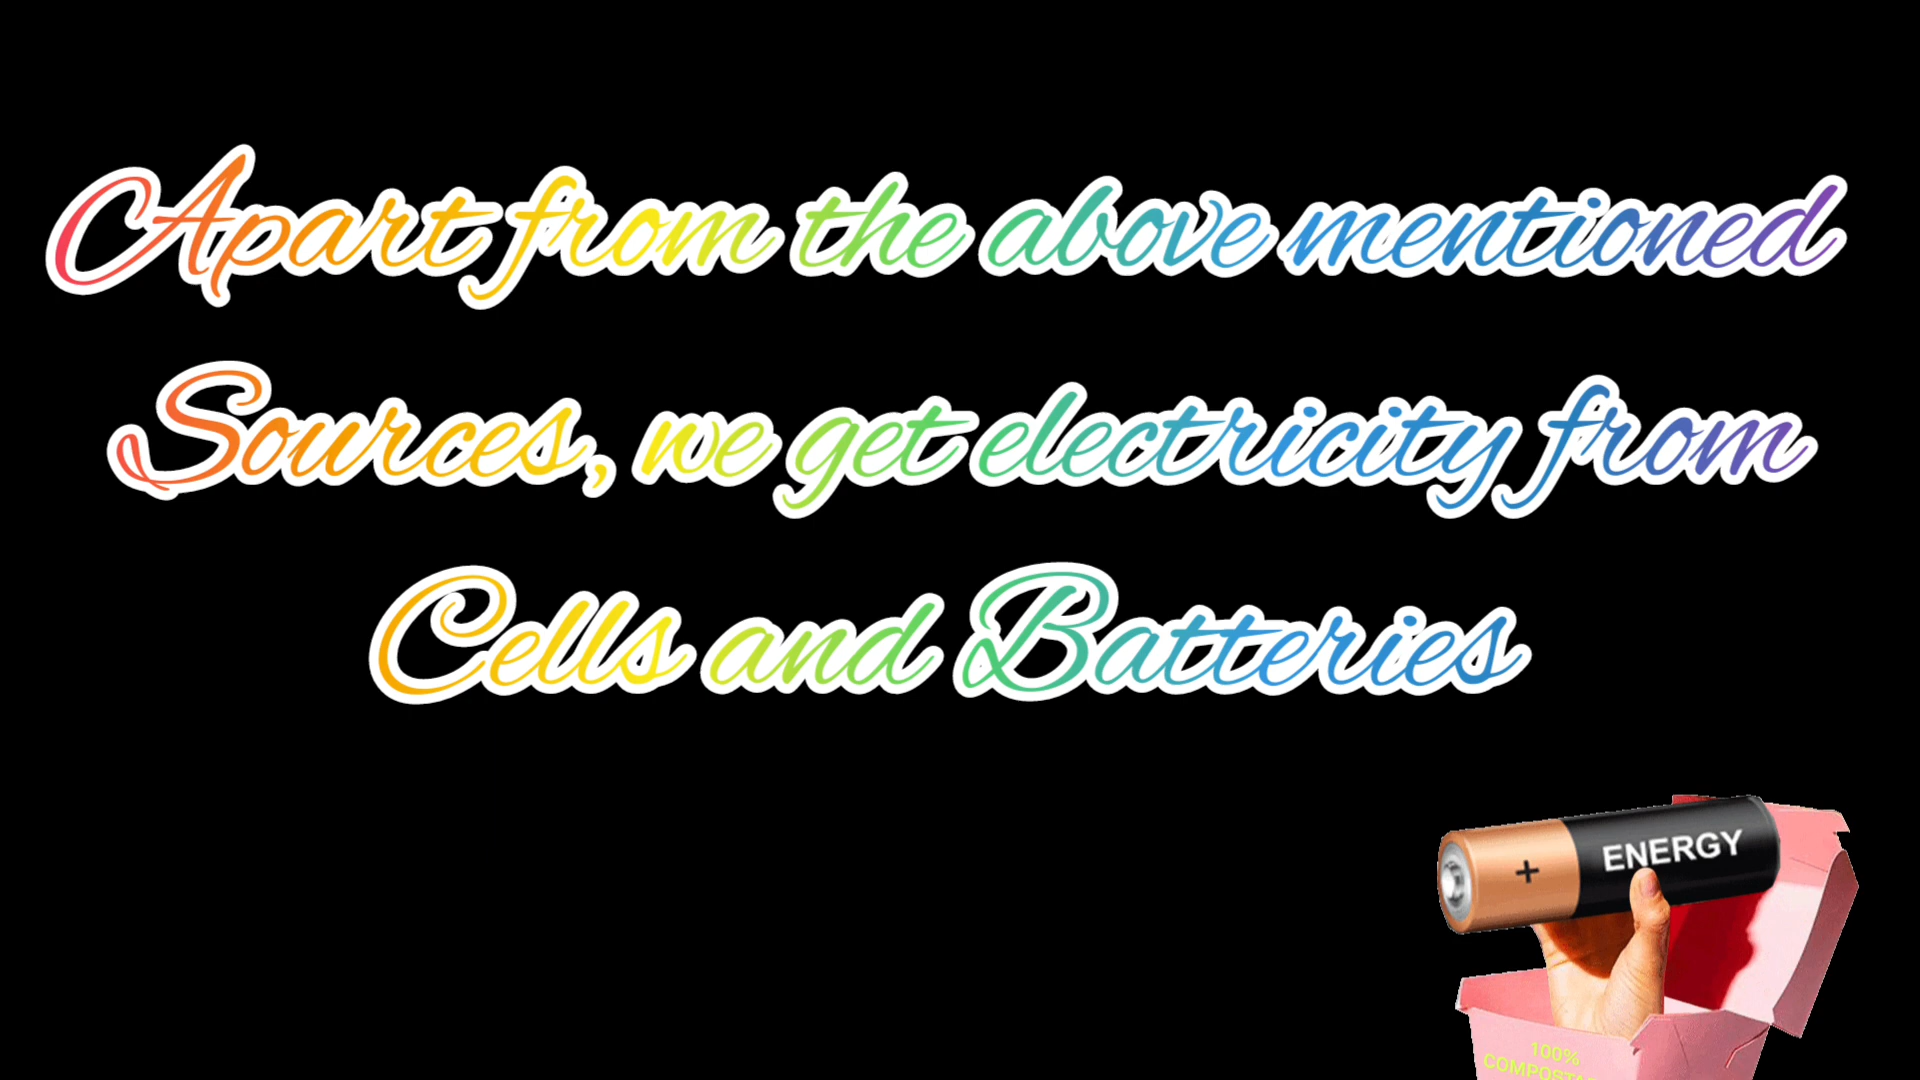 Apart from the above mentioned
Sources, we get electricity from
Cells and Batteries
+ ENERGY
100%